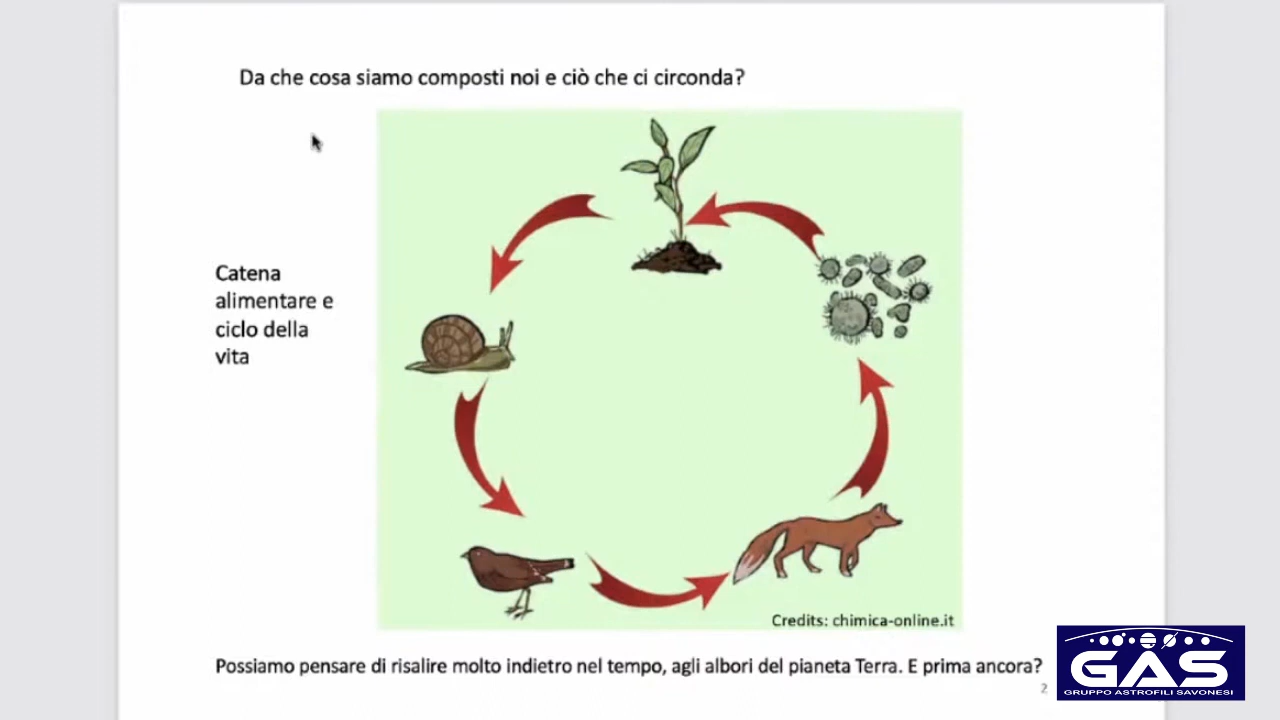 Da che cosa siamo composti noi e ciò che ci circonda?
Catena
alimentare e
ciclo della
vita
Credits: chimica-online.it
Possiamo pensare di risalire molto indietro nel tempo, agli albori del pianeta Terra. E prima ancora?
2
GAS
GRUPPO ASTROFILI SAVONESI